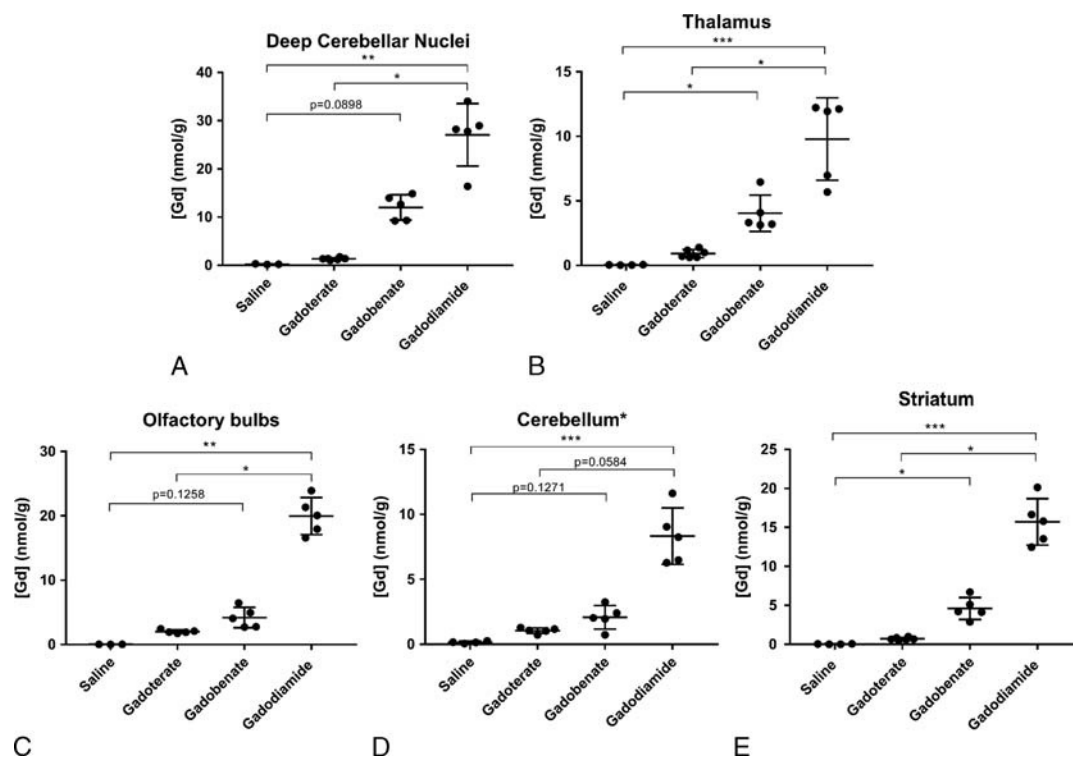 Deep Cerebellar Nuclei
**
*
p=0.0898
[Gd] (nmol/g)
40
30
20
10
0
Saline
Gadoterate
Gadobenate
Gadodiamide
A
Thalamus
***
*
*
[Gd] (nmol/g)
15
10
5
0
Saline
Gadoterate
Gadobenate
Gadodiamide
B
Olfactory bulbs
**
*
p=0.1258
[Gd] (nmol/g)
30
20
10
0
Saline
Gadoterate
Gadobenate
Gadodiamide
C
Cerebellum*
***
p=0.0584
p=0.1271
[Gd] (nmol/g)
15
10
5
0
Saline
Gadoterate
Gadobenate
Gadodiamide
D
Striatum
***
*
*
[Gd] (nmol/g)
25
20
15
10
5
0
Saline
Gadoterate
Gadobenate
Gadodiamide
E